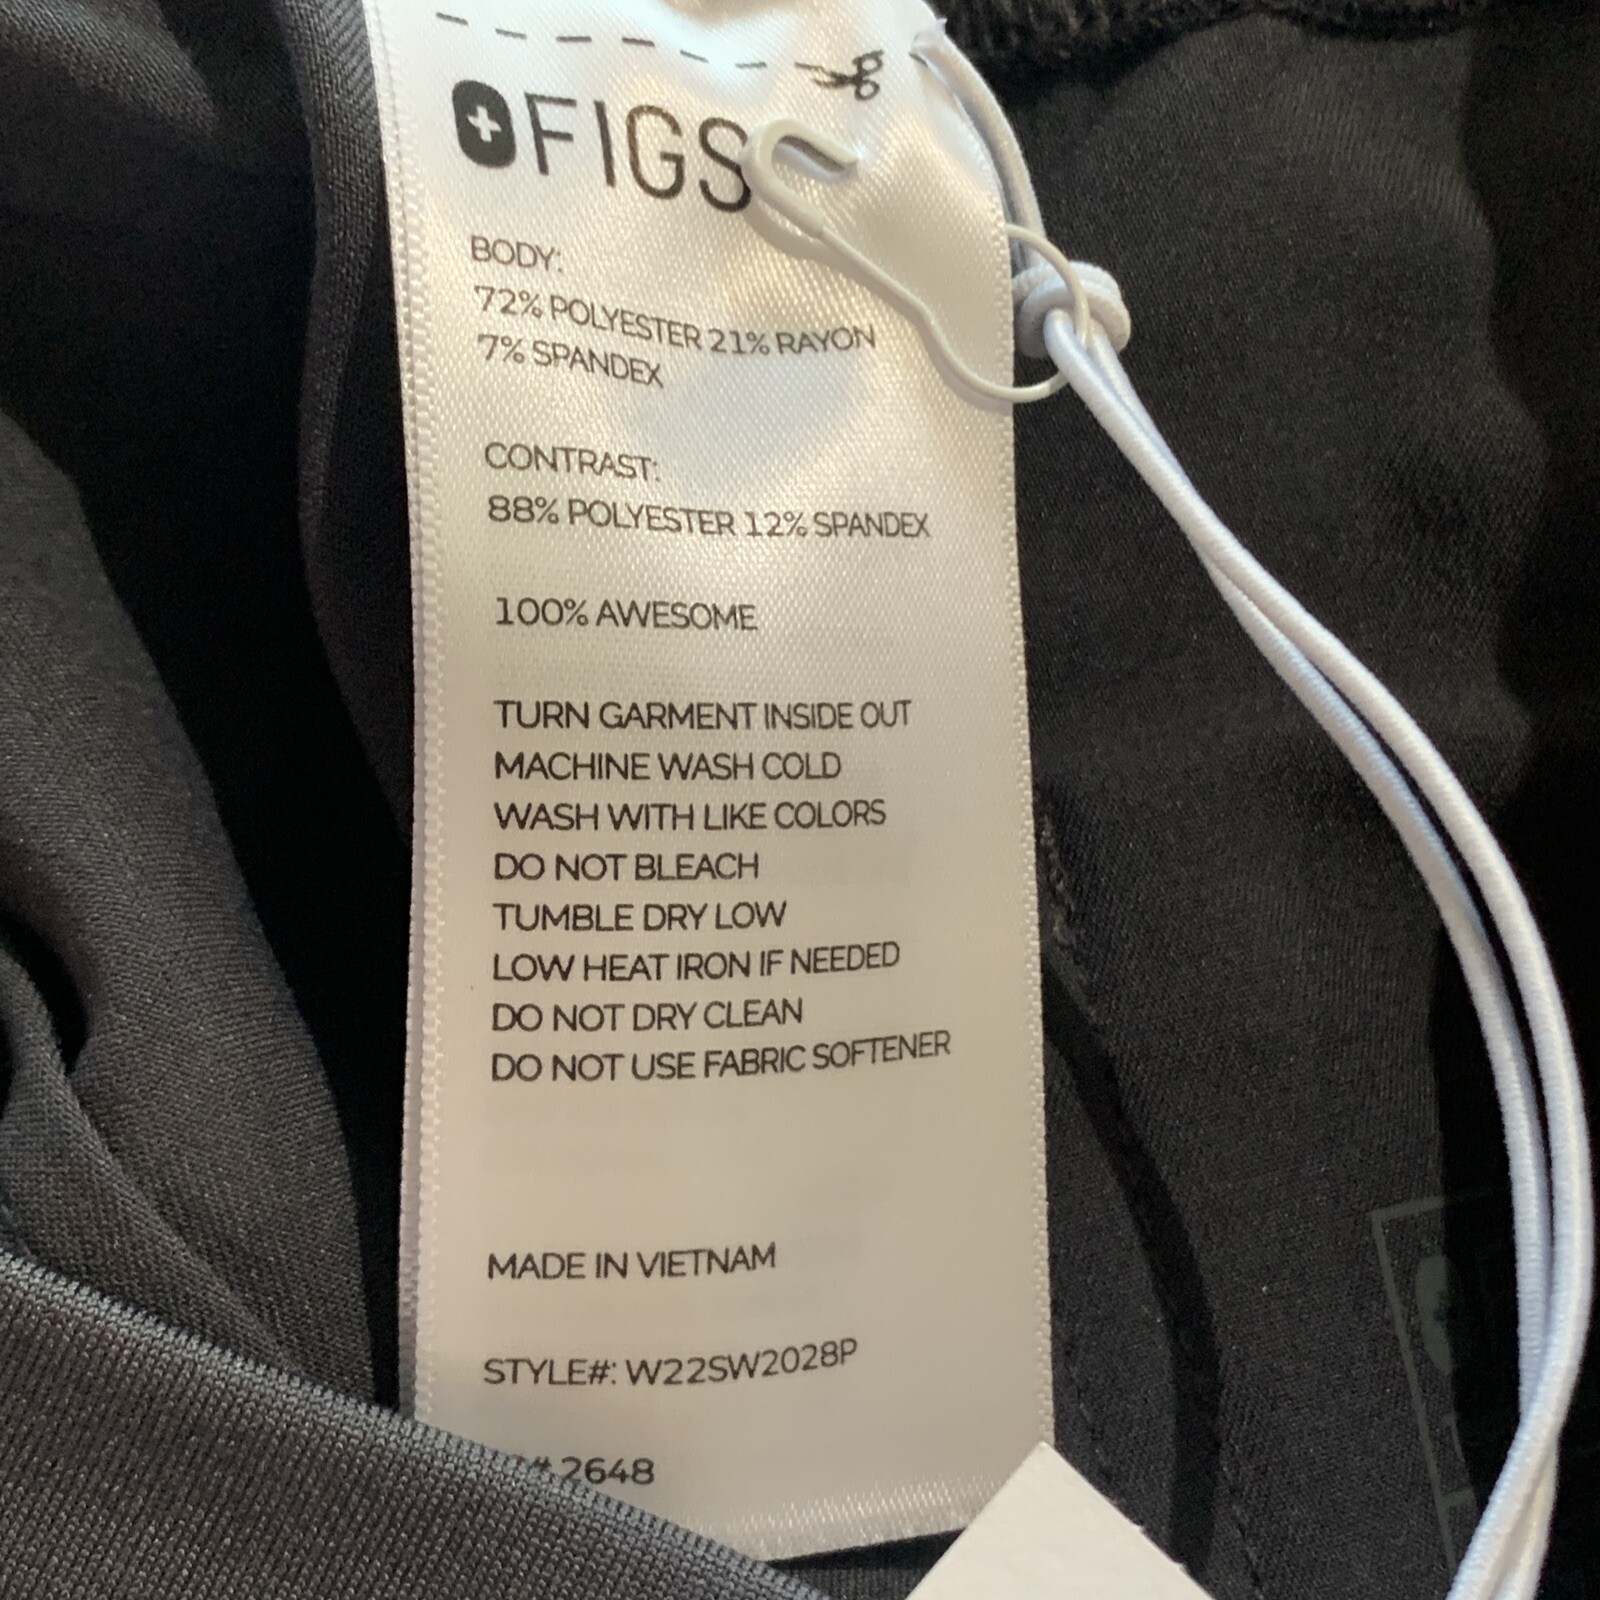 FIGS
BODY:
72% POLYESTER 21% RAYON
7% SPANDEX
CONTRAST:
88% POLYESTER 12% SPANDEX
100% AWESOME
TURN GARMENT INSIDE OUT
MACHINE WASH COLD
WASH WITH LIKE COLORS
DO NOT BLEACH
TUMBLE DRY LOW
LOW HEAT IRON IF NEEDED
DO NOT DRY CLEAN
DO NOT USE FABRIC SOFTENER
MADE IN VIETNAM
STYLE#: W22SW2028P
2648